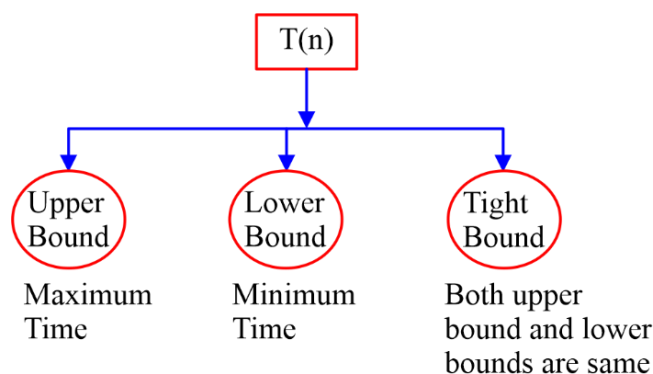 T(n)
Upper
Bound
Lower
Bound
Tight
Bound
Maximum
Time
Minimum
Time
Both upper
bound and lower
bounds are same